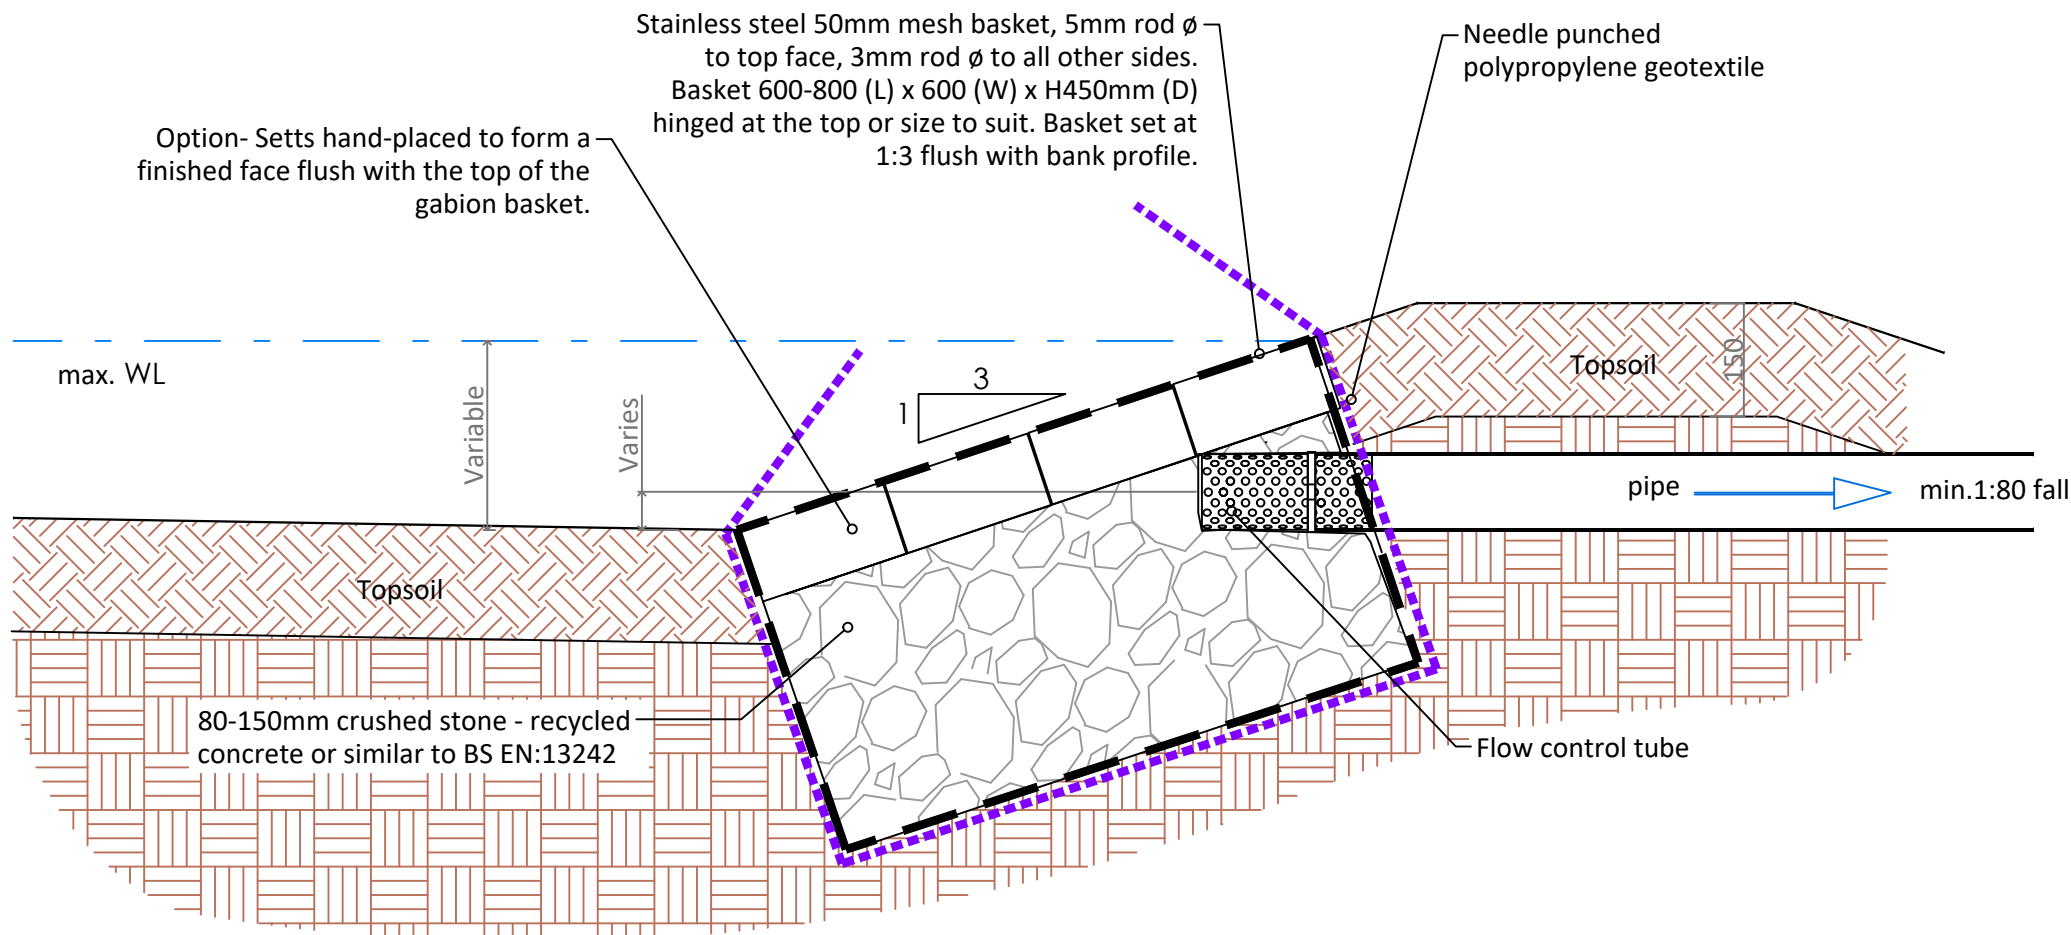 Stainless steel 50mm mesh basket, 5mm rod ø
to top face, 3mm rod ø to all other sides.
Basket 600-800 (L) x 600 (W) x H450mm (D)
hinged at the top or size to suit. Basket set at
1:3 flush with bank profile.
Needle punched
polypropylene geotextile
Option- Setts hand-placed to form a
finished face flush with the top of the
gabion basket.
max. WL
Variable
Varies
3
1
Topsoil
150
pipe
min.1:80 fall
Topsoil
80-150mm crushed stone - recycled
concrete or similar to BS EN:13242
Flow control tube